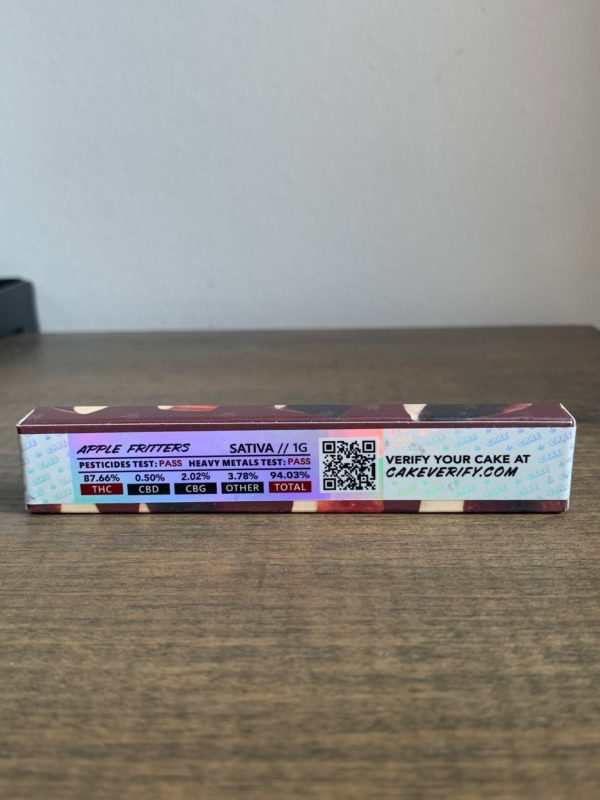 APPLE FRITTERS SATIVA // 1G
PESTICIDES TEST: PASS HEAVY METALS TEST: PASS
87.66% 0.50% 2.02% 3.78% 94.03%
THC CBD CBG OTHER TOTAL
VERIFY YOUR CAKE AT
CAKEVERIFY.COM